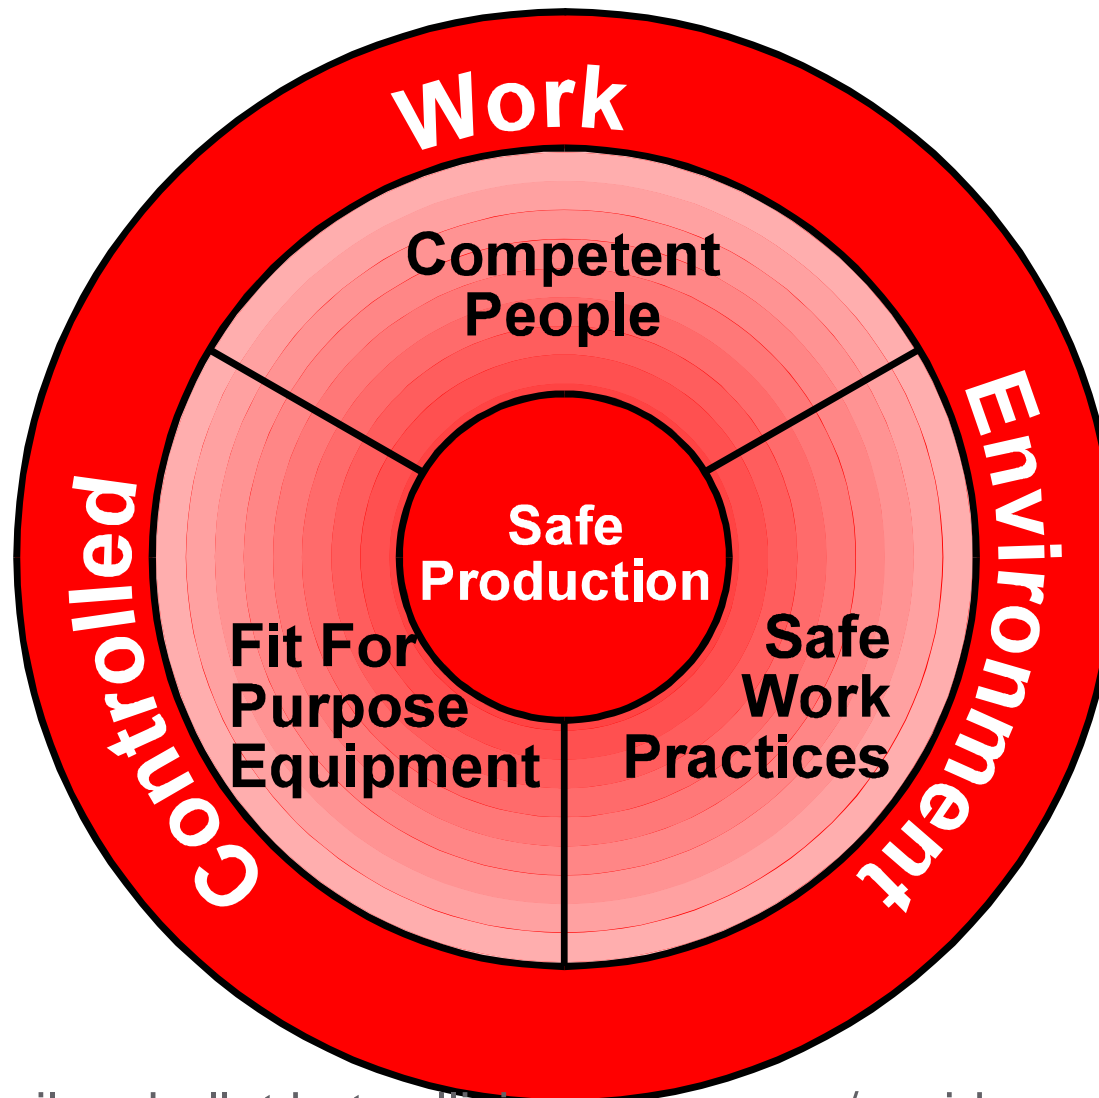 Controlled Work Environment
Competent
People
Safe
Production
Fit For
Purpose
Equipment
Safe
Work
Practices